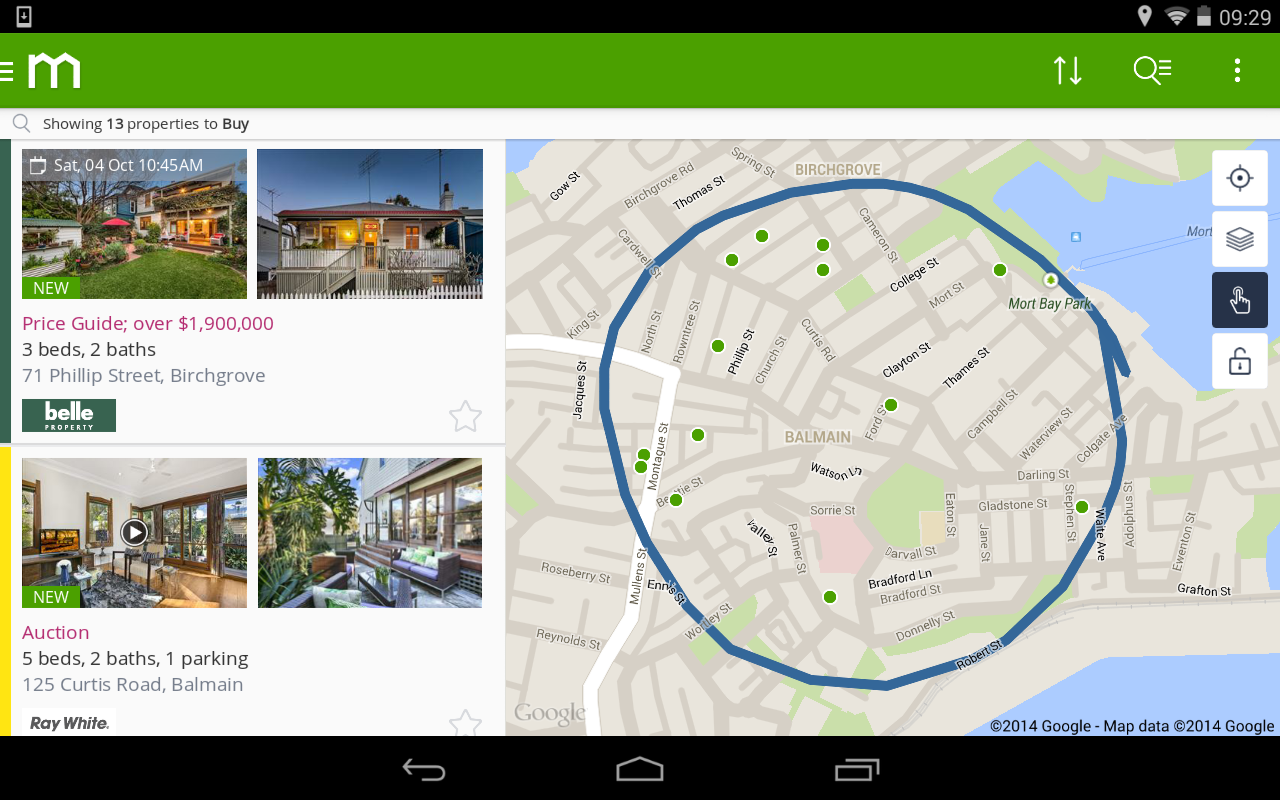 09:29
m
Showing 13 properties to Buy
Sat, 04 Oct 10:45AM
NEW
Price Guide; over $1,900,000
3 beds, 2 baths
71 Phillip Street, Birchgrove
belle
PROPERTY
NEW
Auction
5 beds, 2 baths, 1 parking
125 Curtis Road, Balmain
Ray White.
Spring St
BIRCHGROVE
Gow St
Birchgrove Rd
Thomas St
Cardwell St
Cameron St
Mort
College St
Mort St
Mort Bay Park
King St
North St
Rowntree St
Phillip St
Church St
Curtis Rd
Clayton St
Thames St
Jacques St
Ford St
Campbell St
Waterview St
Colgate Ave
Montague St
BALMAIN
Watson Ln
Darling St
Beattie St
Sorrie St
Eaton St
Gladstone St
Stephen St
Adolphus St
Waite Ave
Jane St
Ewenton St
Palmer St
Darvall St
Roseberry St
Mullens St
Ennis St
Bradford Ln
Bradford St
Grafton St
Wortley St
Donnelly St
Reynolds St
Robert St
Google
©2014 Google - Map data ©2014 Google